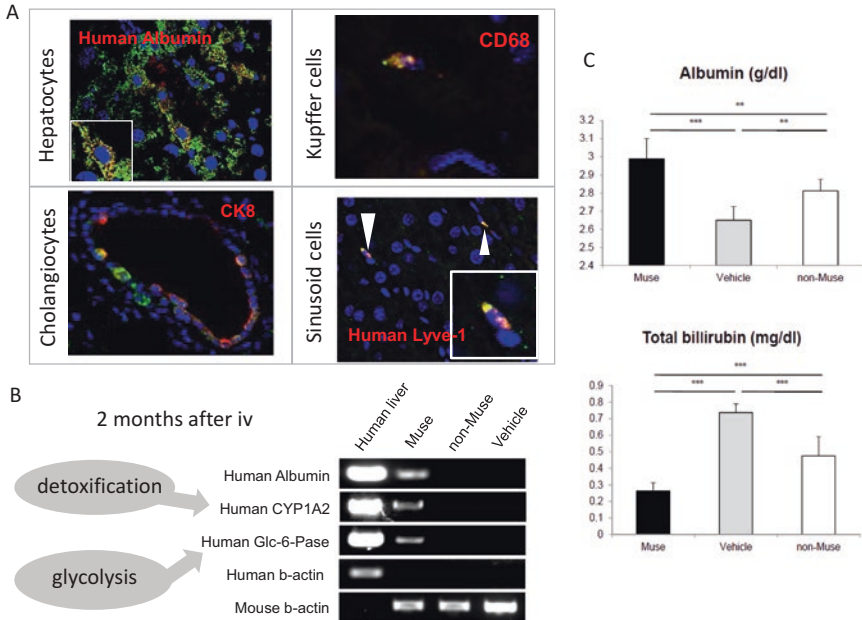 A
Hepatocytes
Human Albumin
Kupffer cells
CD68
Cholangiocytes
CK8
Sinusoid cells
Human Lyve-1
B
2 months after iv
detoxification
glycolysis
Human liver
Muse
non-Muse
Vehicle
Human Albumin
Human CYP1A2
Human Glc-6-Pase
Human b-actin
Mouse b-actin
C
Albumin (g/dl)
**
*** **
3.2
3.1
3
2.9
2.8
2.7
2.6
2.5
2.4
Muse Vehicle non-Muse
Total billirubin (mg/dl)
***
*** ***
0.9
0.8
0.7
0.6
0.5
0.4
0.3
0.2
0.1
0
Muse Vehicle non-Muse